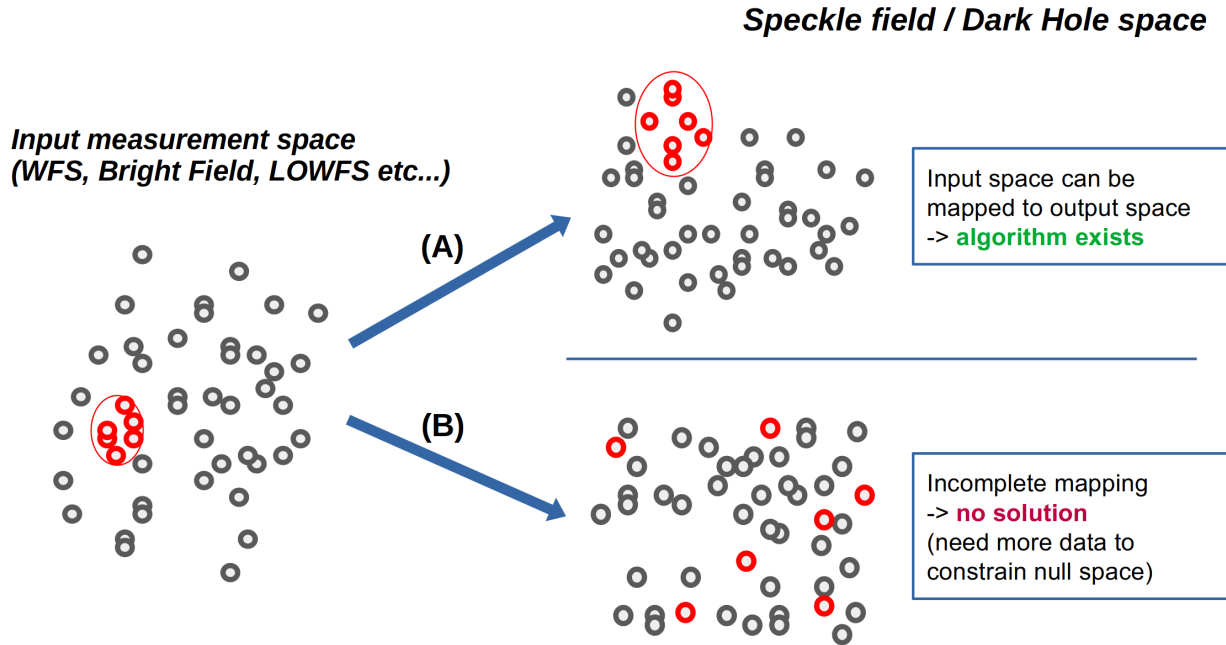 Speckle field / Dark Hole space
Input measurement space
(WFS, Bright Field, LOWFS etc...)
(A)
Input space can be
mapped to output space
-> algorithm exists
(B)
Incomplete mapping
-> no solution
(need more data to
constrain null space)